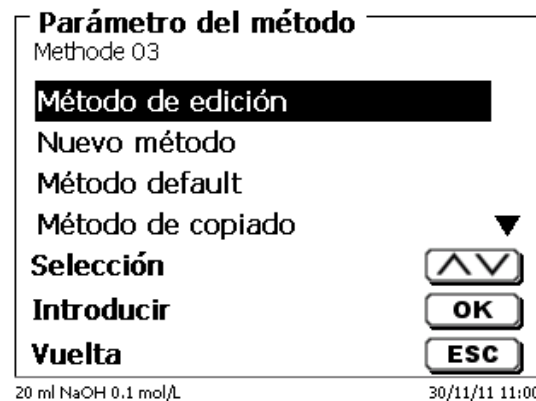 Parámetro del método
Methode 03
Método de edición
Nuevo método
Método default
Método de copiado
Selección
Introducir OK
Vuelta ESC
20 ml NaOH 0.1 mol/L 30/11/11 11:00